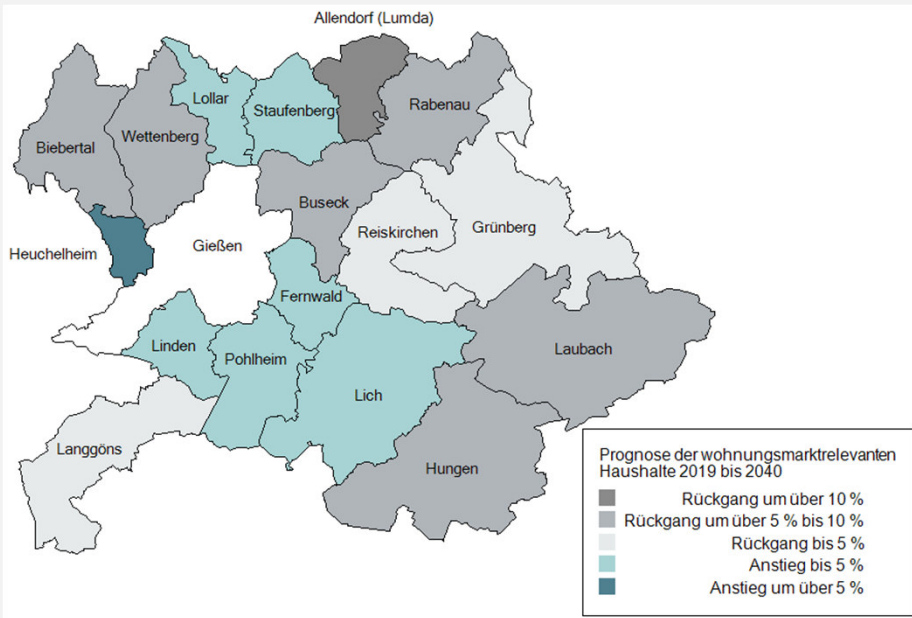 Allendorf (Lumda)
Lollar
Staufenberg
Rabenau
Wettenberg
Biebertal
Buseck
Reiskirchen
Grünberg
Gießen
Heuchelheim
Fernwald
Linden
Pohlheim
Laubach
Lich
Langgöns
Hungen
Prognose der wohnungsmarktrelevanten
Haushalte 2019 bis 2040
Rückgang um über 10 %
Rückgang um über 5 % bis 10 %
Rückgang bis 5 %
Anstieg bis 5 %
Anstieg um über 5 %